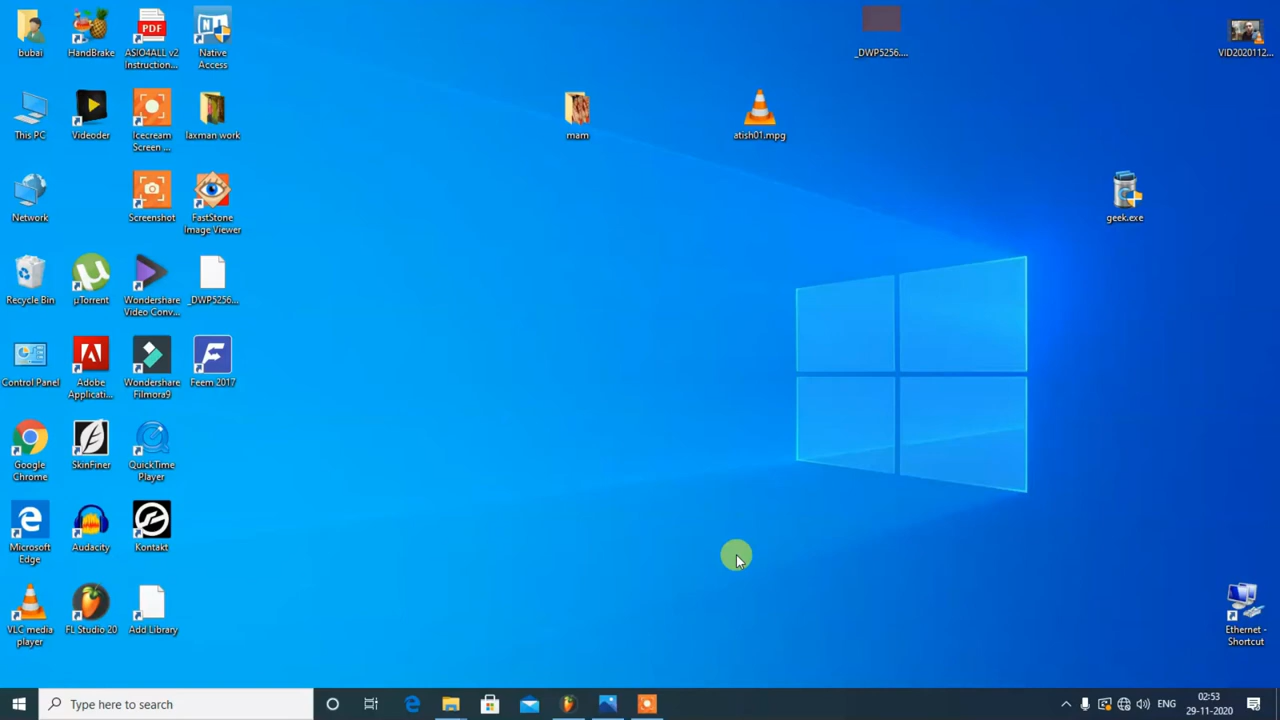 bubai
HandBrake
PDF
ASIO4ALL v2
Instruction...
Native
Access
_DWP5256....
VID2020112...
This PC
Videoder
Icecream
Screen ...
laxman work
mam
atish01.mpg
Network
Screenshot
FastStone
Image Viewer
geek.exe
Recycle Bin
µTorrent
Wondershare
Video Conv...
_DWP5256...
Control Panel
Adobe
Applicati...
Wondershare
Filmora9
Feem 2017
Google
Chrome
SkinFiner
QuickTime
Player
Microsoft
Edge
Audacity
Kontakt
VLC media
player
FL Studio 20
Add Library
Ethernet -
Shortcut
Type here to search
ENG
02:53
29-11-2020